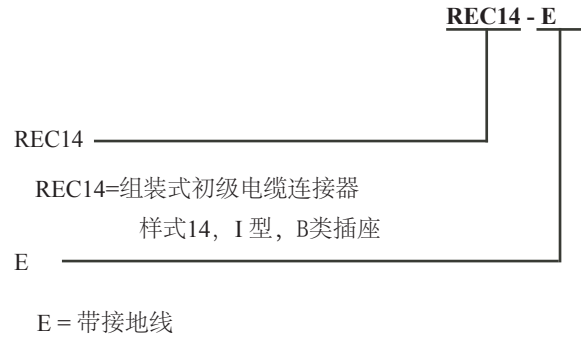 REC14 - E
REC14
REC14=组装式初级电缆连接器
样式14, I 型, B类插座
E
E = 带接地线